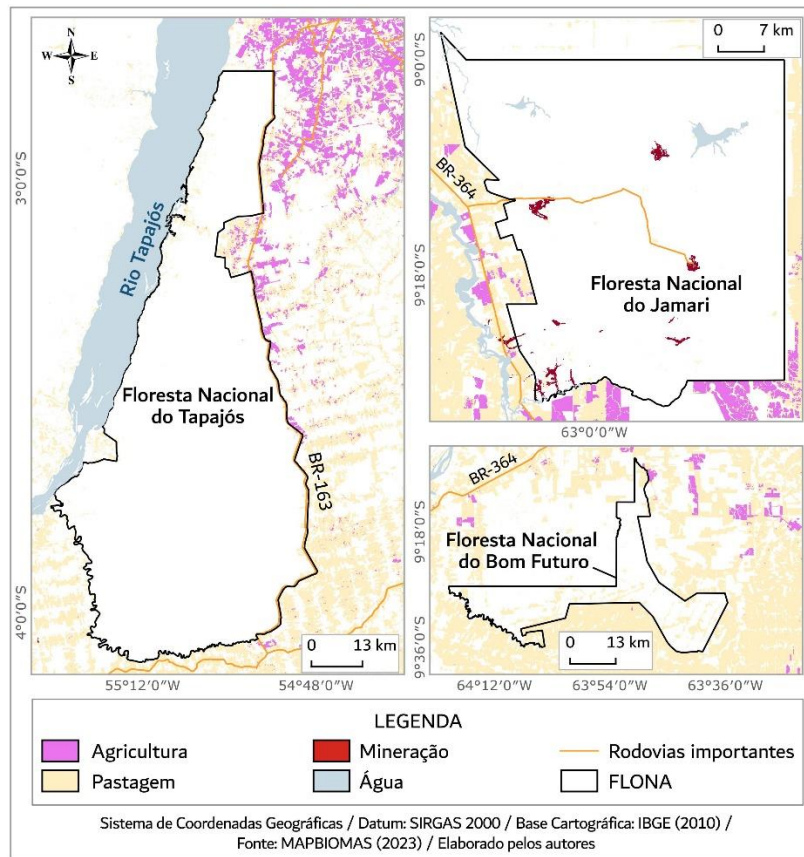 N
W E
S
3°0'0"S
4°0'0"S
Rio Tapajós
Floresta Nacional
do Tapajós
BR-163
0 13 km
55°12'0"W 54°48'0"W
0 7 km
9°0'0"S
9°18'0"S
BR-364
Floresta Nacional
do Jamari
63°0'0"W
BR-364
9°18'0"S
9°36'0"S
Floresta Nacional
do Bom Futuro
0 13 km
64°12'0"W 63°54'0"W 63°36'0"W
LEGENDA
Agricultura Mineração Rodovias importantes
Pastagem Água FLONA
Sistema de Coordenadas Geográficas / Datum: SIRGAS 2000 / Base Cartográfica: IBGE (2010) /
Fonte: MAPBIOMAS (2023) / Elaborado pelos autores